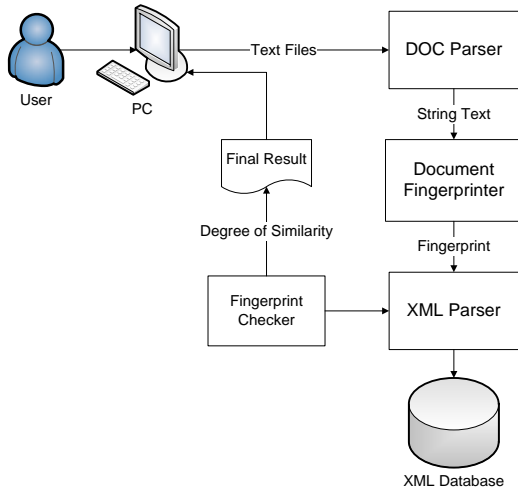 Text Files
DOC Parser
User
PC
String Text
Final Result
Document
Fingerprinter
Degree of Similarity
Fingerprint
Fingerprint
Checker
XML Parser
XML Database